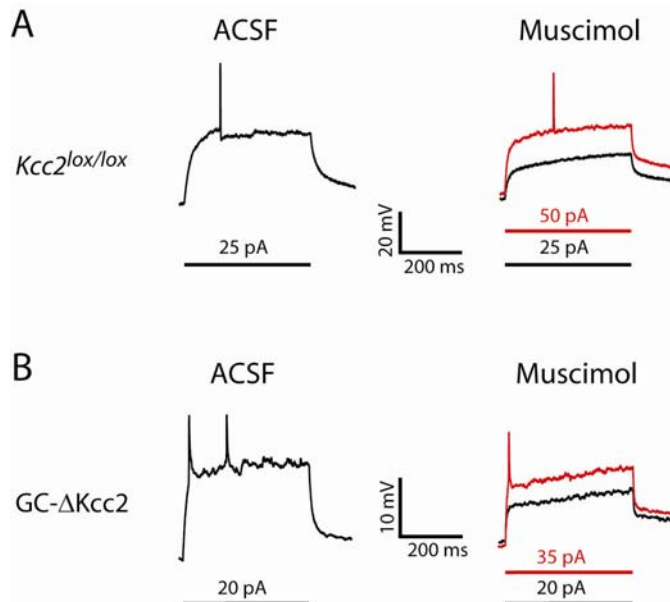 A
ACSF
Muscimol
Kcc2lox/lox
20 mV
200 ms
25 pA
50 pA
25 pA
B
ACSF
Muscimol
GC-ΔKcc2
10 mV
200 ms
20 pA
35 pA
20 pA